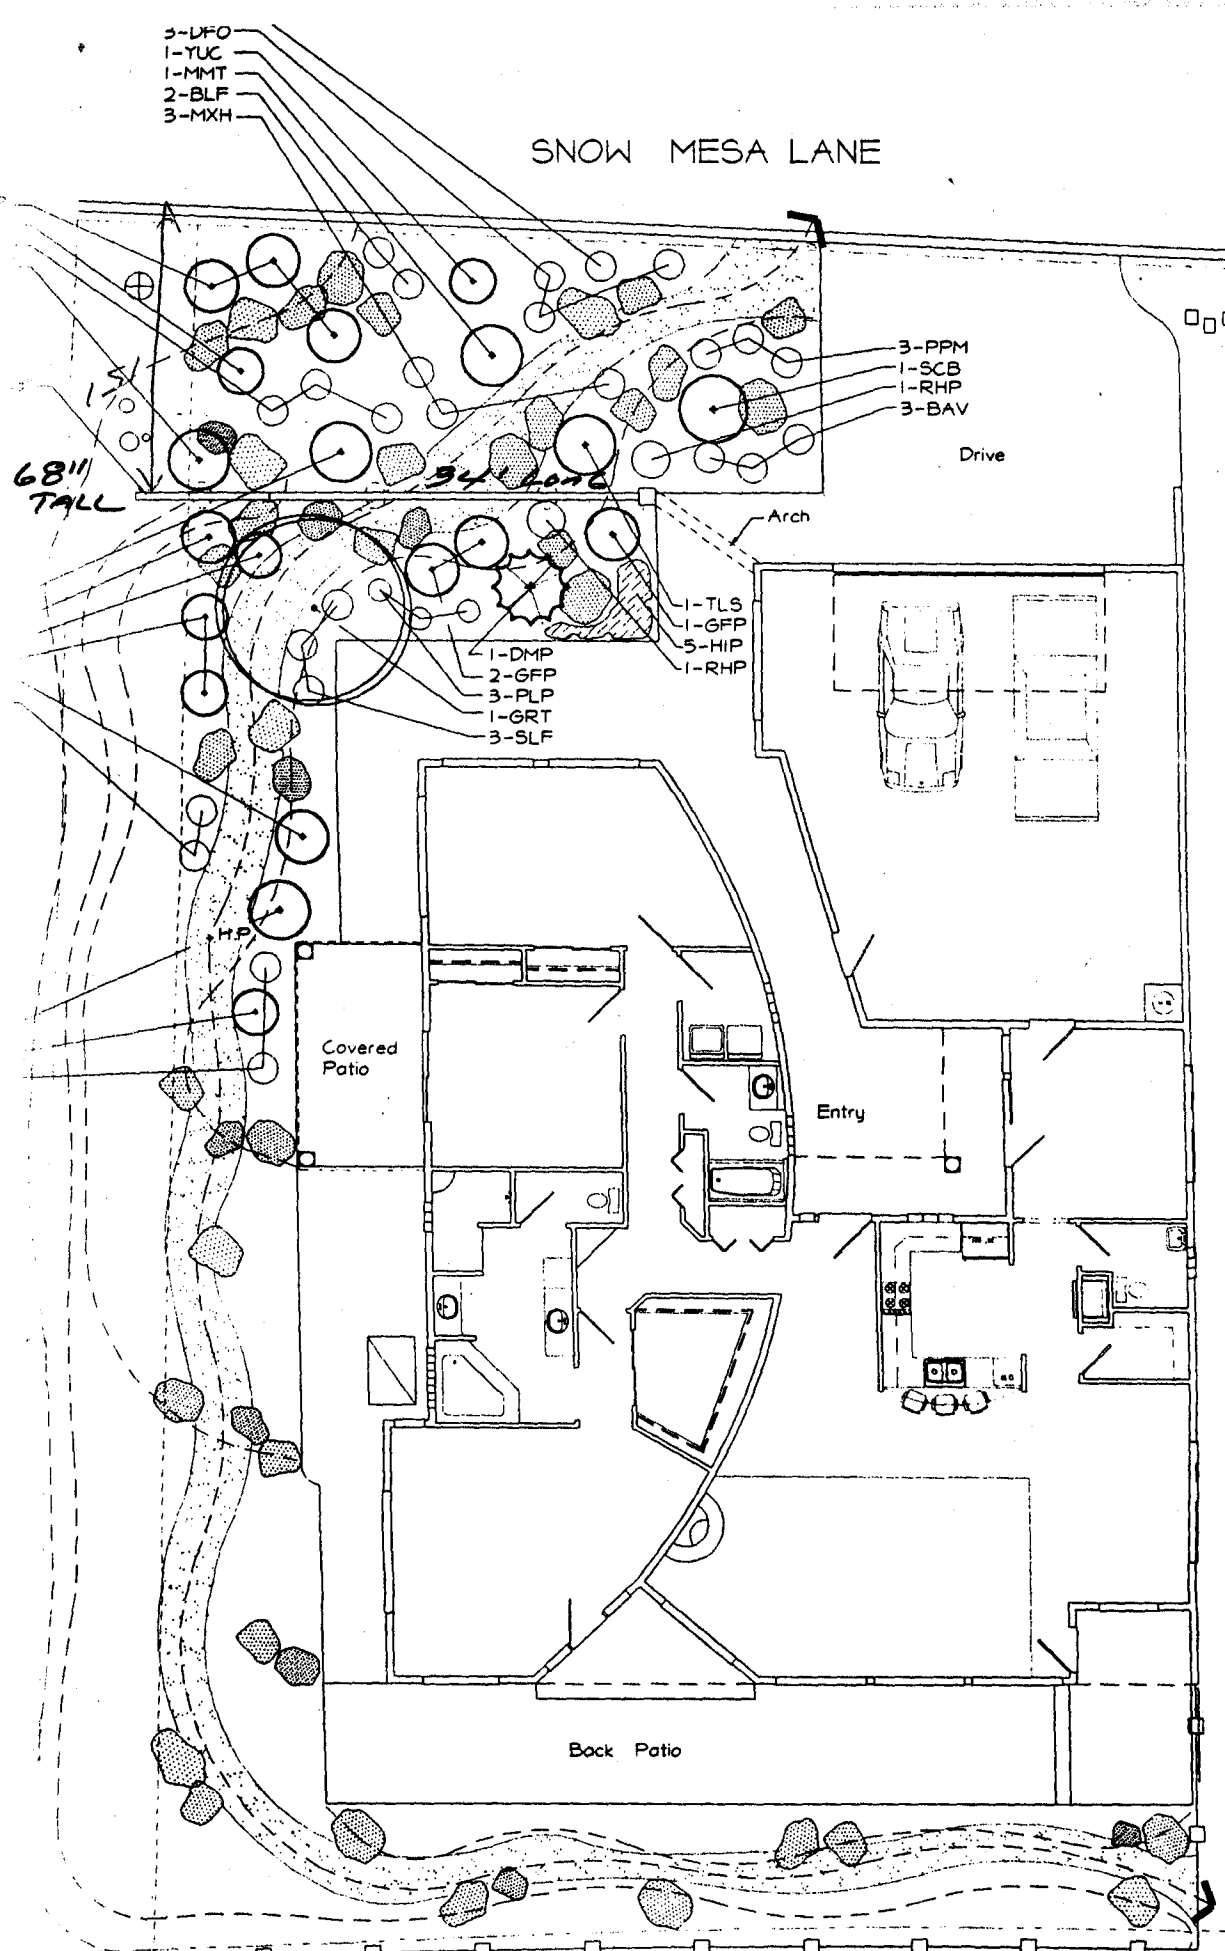 3-DFO
1-YUC
1-MMT
2-BLF
3-MXH
SNOW MESA LANE
3-PPM
1-SCB
1-RHP
3-BAV
Drive
68" TALL
34' LONG
Arch
1-TLS
1-GFP
5-HIP
1-RHP
1-DMP
2-GFP
3-PLP
1-GRT
3-SLF
H.P.
Covered
Patio
Entry
Back Patio